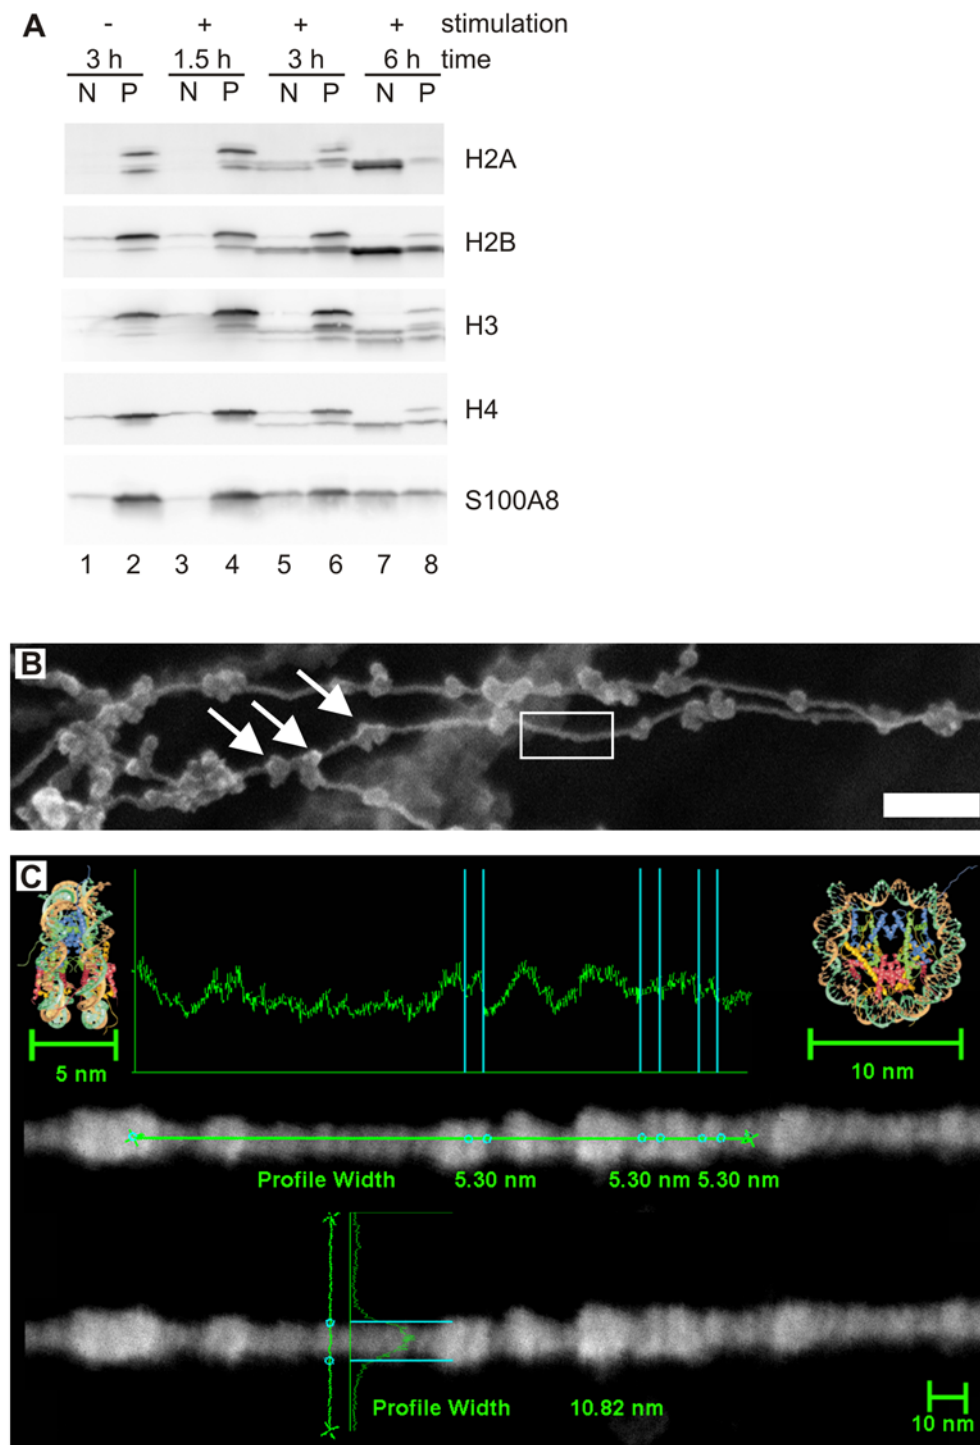 A - + + + stimulation
3 h 1.5 h 3 h 6 h time
N P N P N P N P
H2A
H2B
H3
H4
S100A8
1 2 3 4 5 6 7 8
B
C
5 nm
10 nm
Profile Width 5.30 nm 5.30 nm 5.30 nm
Profile Width 10.82 nm
10 nm